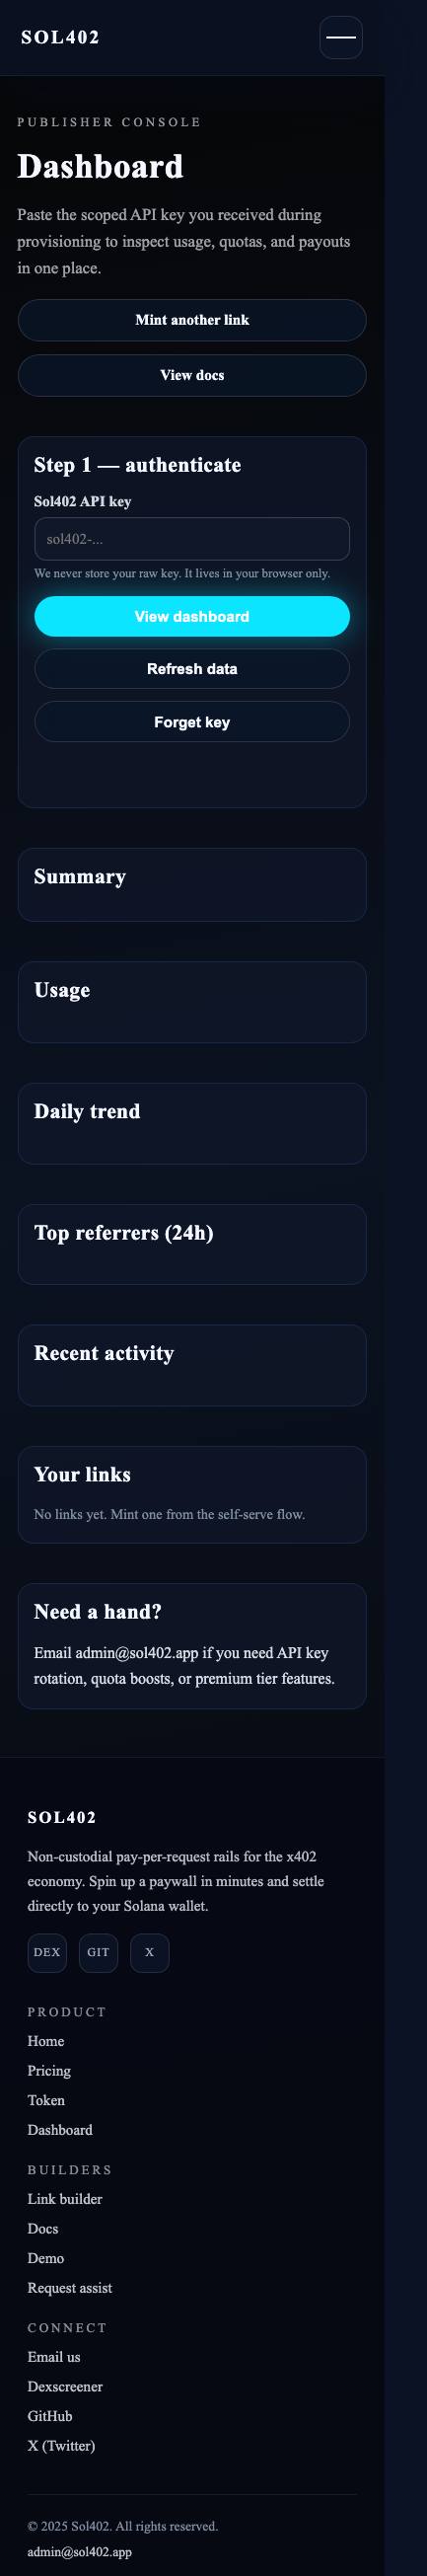 SOL402
PUBLISHER CONSOLE
Dashboard
Paste the scoped API key you received during
provisioning to inspect usage, quotas, and payouts
in one place.
Mint another link
View docs
Step 1 — authenticate
Sol402 API key
sol402-...
We never store your raw key. It lives in your browser only.
View dashboard
Refresh data
Forget key
Summary
Usage
Daily trend
Top referrers (24h)
Recent activity
Your links
No links yet. Mint one from the self-serve flow.
Need a hand?
Email admin@sol402.app if you need API key
rotation, quota boosts, or premium tier features.
SOL402
Non-custodial pay-per-request rails for the x402
economy. Spin up a paywall in minutes and settle
directly to your Solana wallet.
DEX GIT X
PRODUCT
Home
Pricing
Token
Dashboard
BUILDERS
Link builder
Docs
Demo
Request assist
CONNECT
Email us
Dexscreener
GitHub
X (Twitter)
© 2025 Sol402. All rights reserved.
admin@sol402.app